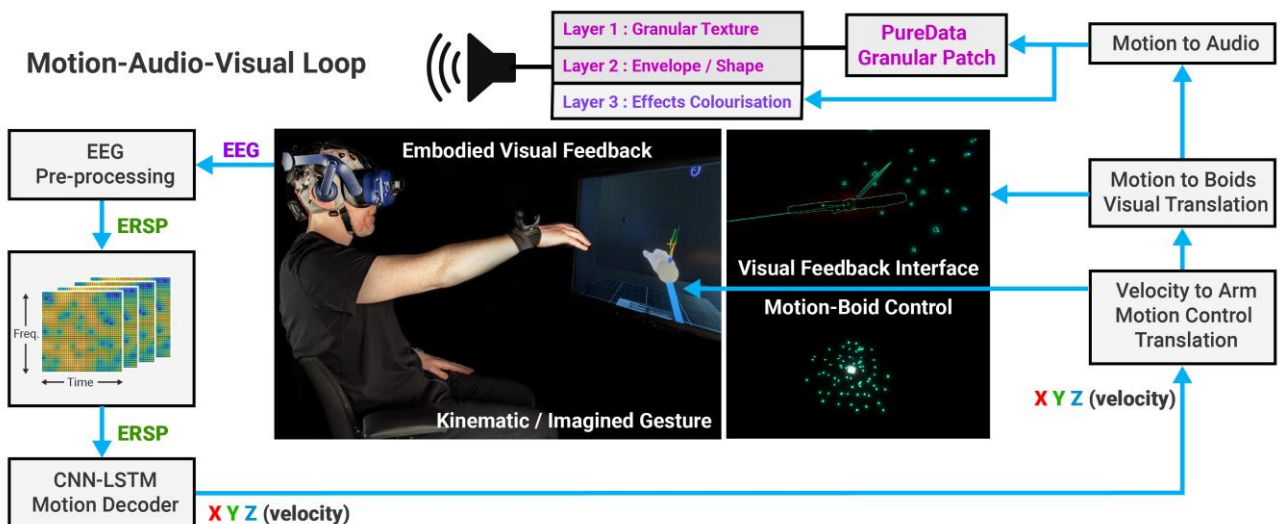 Motion-Audio-Visual Loop
Layer 1 : Granular Texture
Layer 2 : Envelope / Shape
Layer 3 : Effects Colourisation
PureData
Granular Patch
Motion to Audio
EEG
Pre-processing
EEG
Embodied Visual Feedback
Motion to Boids
Visual Translation
ERSP
Freq.
Time
Visual Feedback Interface
Motion-Boid Control
Velocity to Arm
Motion Control
Translation
Kinematic / Imagined Gesture
X Y Z (velocity)
ERSP
CNN-LSTM
Motion Decoder
X Y Z (velocity)